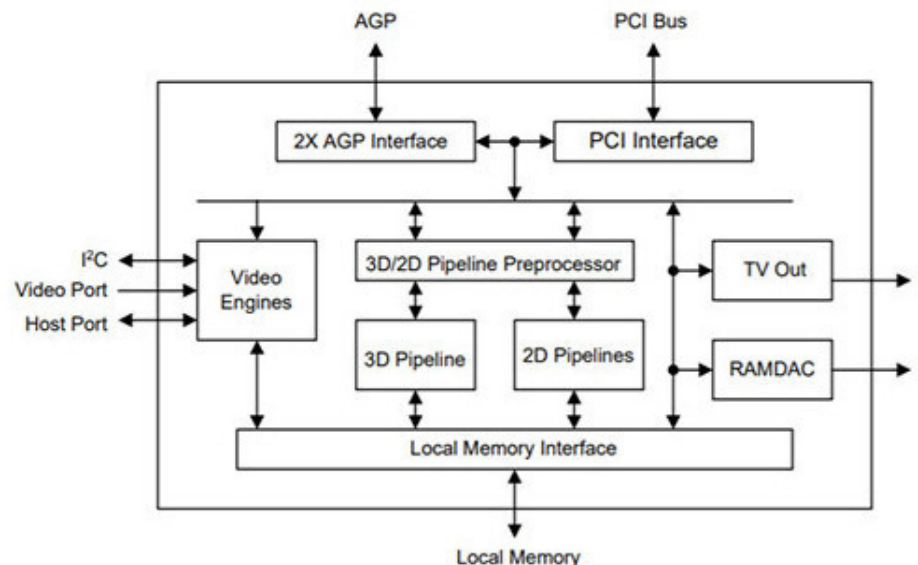 AGP
PCI Bus
2X AGP Interface
PCI Interface
I²C
Video Port
Host Port
Video
Engines
3D/2D Pipeline Preprocessor
TV Out
3D Pipeline
2D Pipelines
RAMDAC
Local Memory Interface
Local Memory